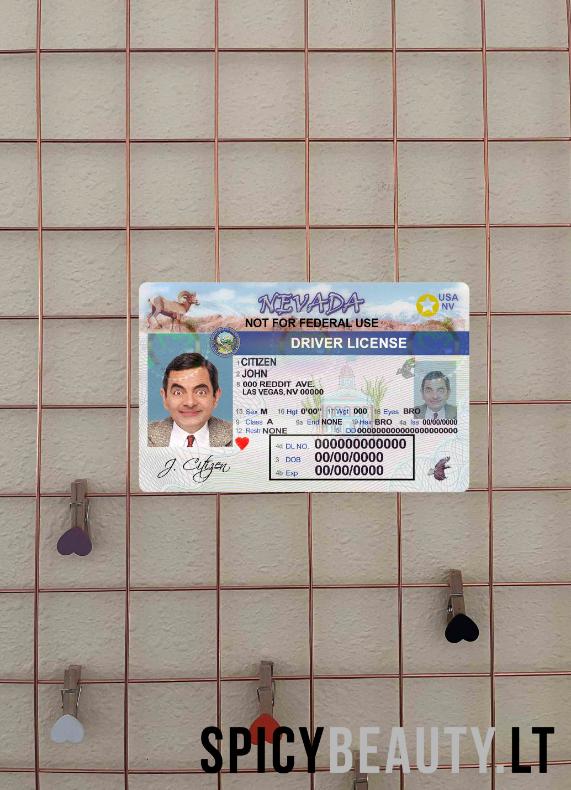 NEVADA
USA
NV
NOT FOR FEDERAL USE
DRIVER LICENSE
1 CITIZEN
2 JOHN
8 000 REDDIT AVE.
LAS VEGAS, NV 00000
15 Sex M 16 Hgt 0'00" 17 Wgt 000 18 Eyes BRO
9 Class A 9a End NONE 19 Hair BRO 4a Iss 00/00/0000
12 Restr NONE 5 DD 00000000000000000000
4d DL NO. 000000000000
3 DOB 00/00/0000
4b Exp 00/00/0000
J. Citizen
SPICYBEAUTY.LT